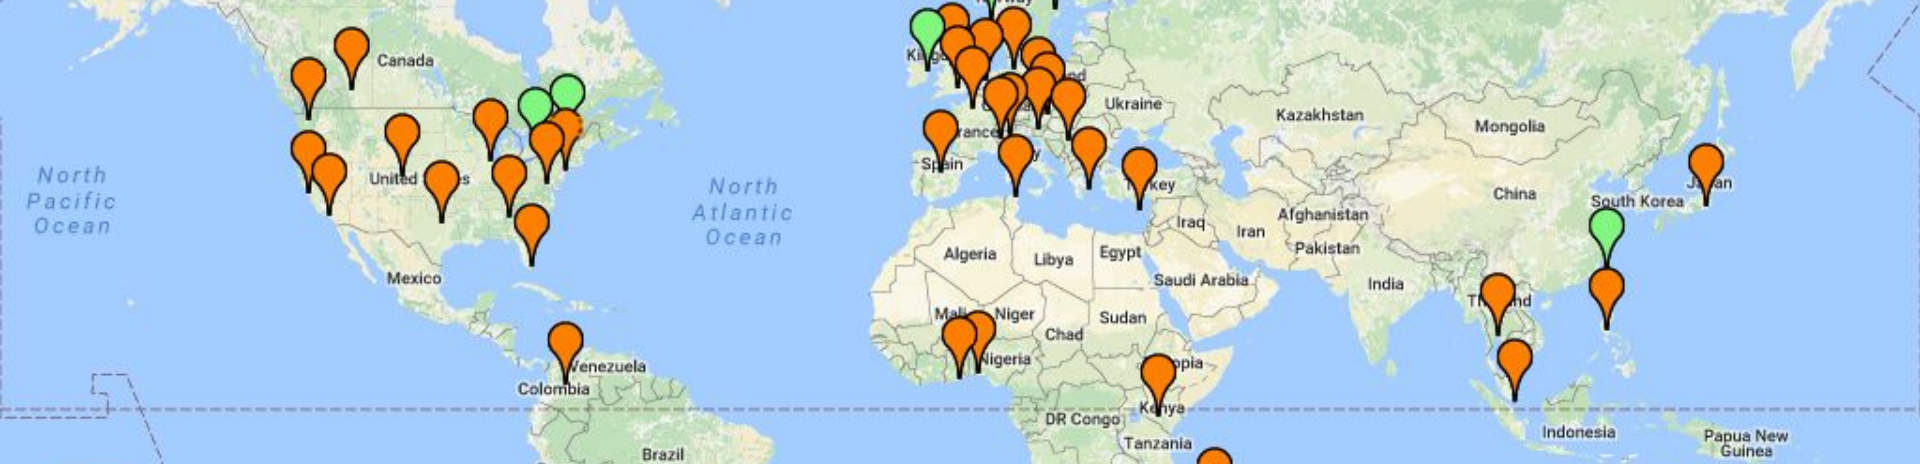 Canada
Ukraine
Kazakhstan
Mongolia
Spain
North
Pacific
Ocean
United
North
Atlantic
Ocean
China
South Korea
Iraq
Iran
Afghanistan
Pakistan
Algeria
Libya
Egypt
Saudi Arabia
India
Mexico
Mali
Niger
Chad
Sudan
Nigeria
Venezuela
Colombia
Kenya
DR Congo
Tanzania
Indonesia
Papua New
Guinea
Brazil